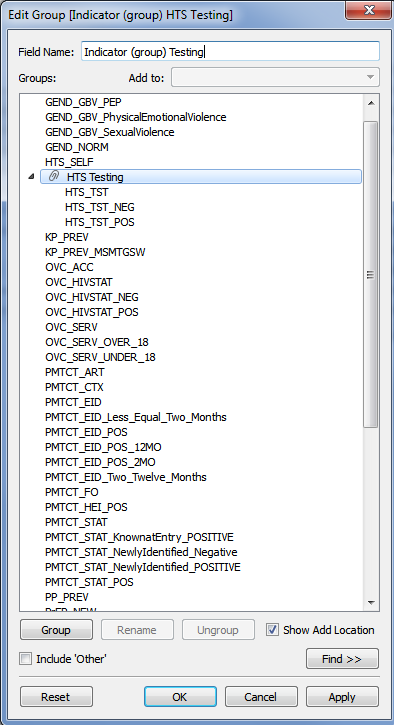 Edit Group [Indicator (group) HTS Testing]
Field Name: Indicator (group) Testing
Groups: Add to:
GEND_GBV_PEP
GEND_GBV_PhysicalEmotionalViolence
GEND_GBV_SexualViolence
GEND_NORM
HTS_SELF
HTS Testing
HTS_TST
HTS_TST_NEG
HTS_TST_POS
KP_PREV
KP_PREV_MSMTGSW
OVC_ACC
OVC_HIVSTAT
OVC_HIVSTAT_NEG
OVC_HIVSTAT_POS
OVC_SERV
OVC_SERV_OVER_18
OVC_SERV_UNDER_18
PMTCT_ART
PMTCT_CTX
PMTCT_EID
PMTCT_EID_Less_Equal_Two_Months
PMTCT_EID_POS
PMTCT_EID_POS_12MO
PMTCT_EID_POS_2MO
PMTCT_EID_Two_Twelve_Months
PMTCT_FO
PMTCT_HEI_POS
PMTCT_STAT
PMTCT_STAT_KnownatEntry_POSITIVE
PMTCT_STAT_NewlyIdentified_Negative
PMTCT_STAT_NewlyIdentified_POSITIVE
PMTCT_STAT_POS
PP_PREV
PrEP_NEW
Group Rename Ungroup Show Add Location
Include 'Other' Find >>
Reset OK Cancel Apply